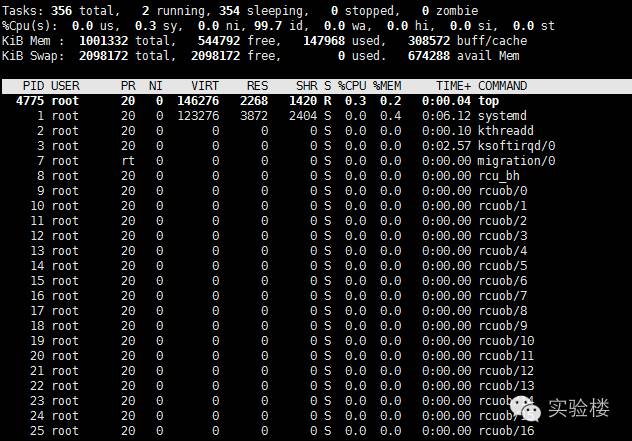 Tasks: 356 total,   2 running, 354 sleeping,   0 stopped,   0 zombie
%Cpu(s):  0.0 us,  0.3 sy,  0.0 ni, 99.7 id,  0.0 wa,  0.0 hi,  0.0 si,  0.0 st
KiB Mem :  1001332 total,   544792 free,   147968 used,   308572 buff/cache
KiB Swap:  2098172 total,  2098172 free,        0 used.   674248 avail Mem
PID USER      PR  NI    VIRT    RES    SHR S %CPU %MEM     TIME+ COMMAND
4775 root      20   0  146276   2268   1420 R  0.3  0.2   0:00.04 top
1 root      20   0  123276   3872   2404 S  0.0  0.4   0:06.12 systemd
2 root      20   0       0      0      0 S  0.0  0.0   0:00.10 kthreadd
3 root      20   0       0      0      0 S  0.0  0.0   0:02.57 ksoftirqd/0
7 root      rt   0       0      0      0 S  0.0  0.0   0:00.00 migration/0
8 root      20   0       0      0      0 S  0.0  0.0   0:00.00 rcu_bh
9 root      20   0       0      0      0 S  0.0  0.0   0:00.00 rcuob/0
10 root      20   0       0      0      0 S  0.0  0.0   0:00.00 rcuob/1
11 root      20   0       0      0      0 S  0.0  0.0   0:00.00 rcuob/2
12 root      20   0       0      0      0 S  0.0  0.0   0:00.00 rcuob/3
13 root      20   0       0      0      0 S  0.0  0.0   0:00.00 rcuob/4
14 root      20   0       0      0      0 S  0.0  0.0   0:00.00 rcuob/5
15 root      20   0       0      0      0 S  0.0  0.0   0:00.00 rcuob/6
16 root      20   0       0      0      0 S  0.0  0.0   0:00.00 rcuob/7
17 root      20   0       0      0      0 S  0.0  0.0   0:00.00 rcuob/8
18 root      20   0       0      0      0 S  0.0  0.0   0:00.00 rcuob/9
19 root      20   0       0      0      0 S  0.0  0.0   0:00.00 rcuob/10
20 root      20   0       0      0      0 S  0.0  0.0   0:00.00 rcuob/11
21 root      20   0       0      0      0 S  0.0  0.0   0:00.00 rcuob/12
22 root      20   0       0      0      0 S  0.0  0.0   0:00.00 rcuob/13
23 root      20   0       0      0      0 S  0.0  0.0   0:00.00
24 root      20   0       0      0      0 S  0.0  0.0   0:00.00
25 root      20   0       0      0      0 S  0.0  0.0   0:00.00 rcuob/16
实验楼